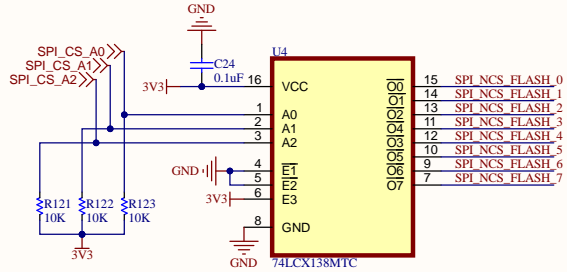 GND
U4
SPI_CS_A0
SPI_CS_A1
SPI_CS_A2
C24
0.1uF
3V3 16 VCC O0 15 SPI_NCS_FLASH_0
O1 14 SPI_NCS_FLASH_1
1 A0 O2 13 SPI_NCS_FLASH_2
2 A1 O4 11 SPI_NCS_FLASH_3
3 A2 O3 12 SPI_NCS_FLASH_4
O5 10 SPI_NCS_FLASH_5
GND 4 E1 O6 9 SPI_NCS_FLASH_6
5 E2 O7 7 SPI_NCS_FLASH_7
3V3 6 E3
R121 R122 R123
10K 10K 10K
8 GND
3V3
GND
74LCX138MTC